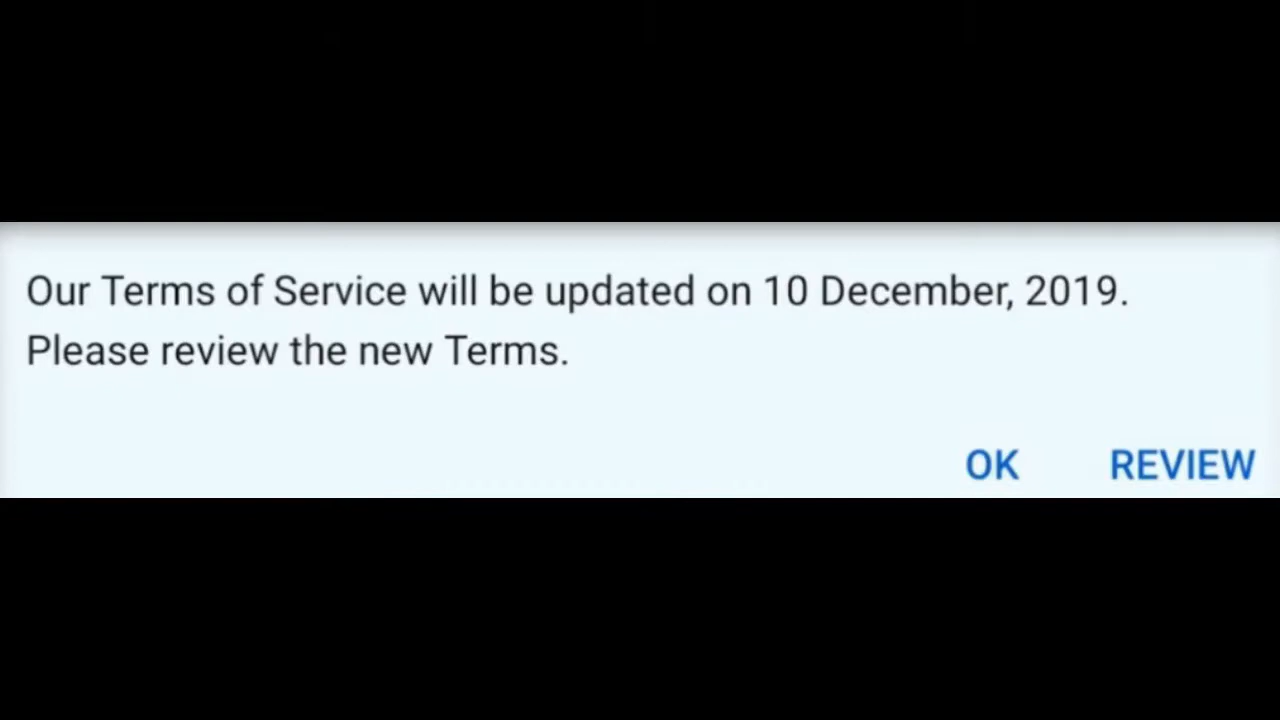 Our Terms of Service will be updated on 10 December, 2019.
Please review the new Terms.
OK REVIEW